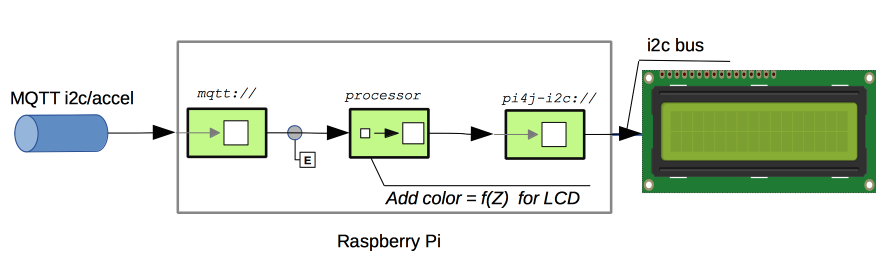 i2c bus
MQTT i2c/accel
mqtt://
processor
pi4j-i2c://
E
Add color = f(Z) for LCD
Raspberry Pi